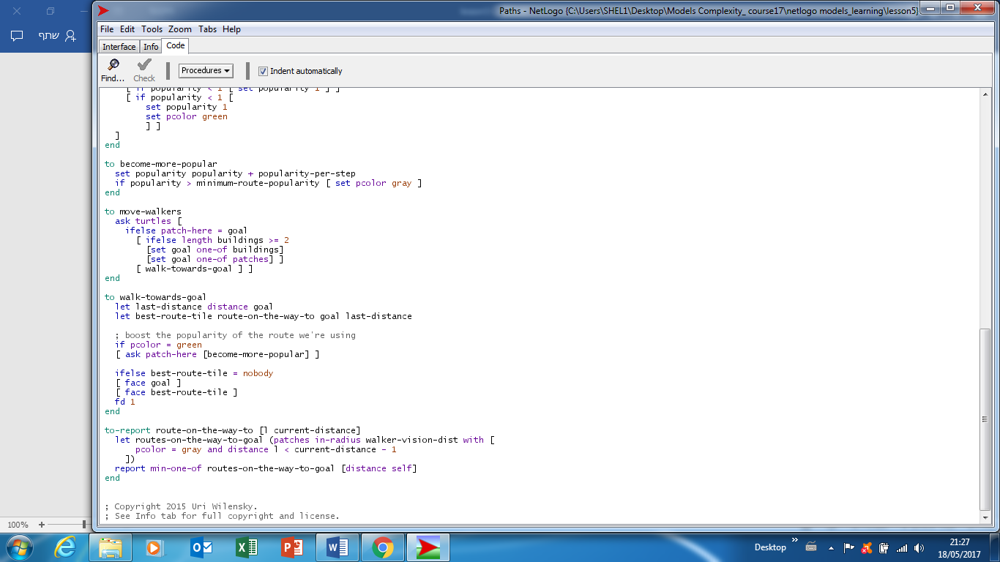 שתף
Paths - NetLogo {C:\Users\SHEL1\Desktop\Models Complexity_ course17\netlogo models_learning\lesson5}
File Edit Tools Zoom Tabs Help
Interface Info Code
Find... Check Procedures Indent automatically
[ if popularity < 1 [ set popularity 1 ] ]
[ if popularity < 1 [
set popularity 1
set pcolor green
] ]
]
end
to become-more-popular
set popularity popularity + popularity-per-step
if popularity > minimum-route-popularity [ set pcolor gray ]
end
to move-walkers
ask turtles [
ifelse patch-here = goal
[ ifelse length buildings >= 2
[set goal one-of buildings]
[set goal one-of patches] ]
[ walk-towards-goal ] ]
end
to walk-towards-goal
let last-distance distance goal
let best-route-tile route-on-the-way-to goal last-distance
; boost the popularity of the route we're using
if pcolor = green
[ ask patch-here [become-more-popular] ]
ifelse best-route-tile = nobody
[ face goal ]
[ face best-route-tile ]
fd 1
end
to-report route-on-the-way-to [l current-distance]
let routes-on-the-way-to-goal (patches in-radius walker-vision-dist with [
pcolor = gray and distance l < current-distance - 1
])
report min-one-of routes-on-the-way-to-goal [distance self]
end
; Copyright 2015 Uri Wilensky.
; See Info tab for full copyright and license.
100%
Desktop
21:27
18/05/2017